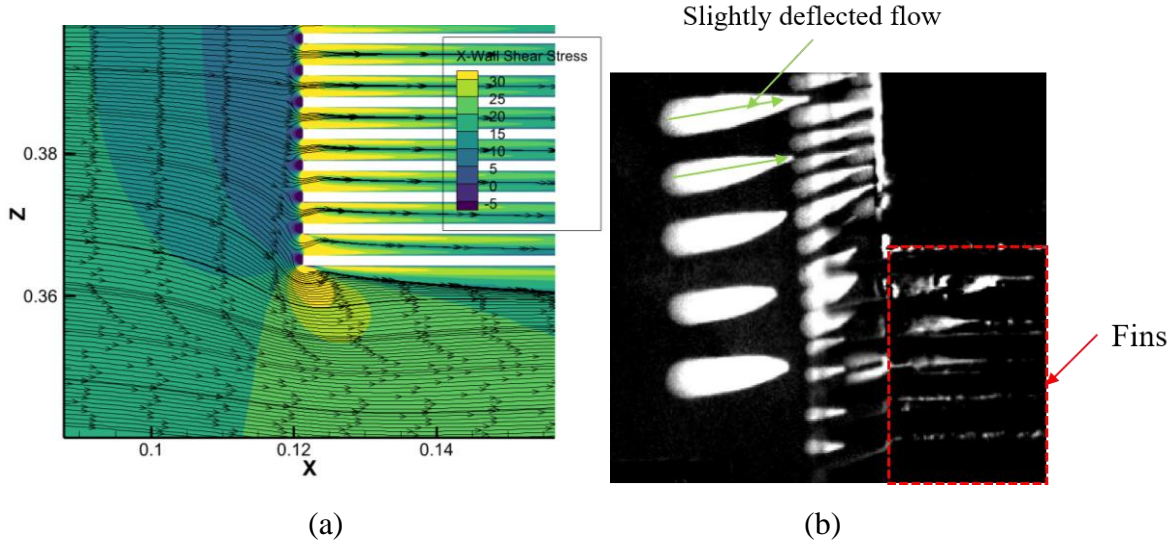 Slightly deflected flow
X-Wall Shear Stress
30
25
20
15
10
5
0
-5
0.38
0.36
Z
0.1
0.12
0.14
X
Fins
(a)
(b)